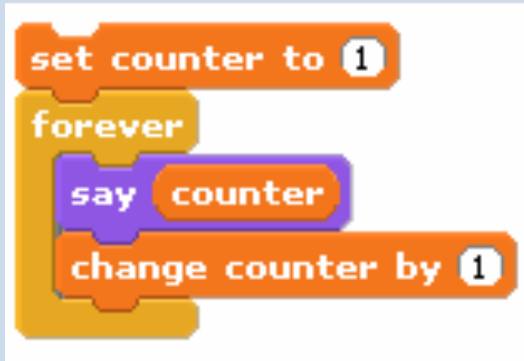 set counter to 1
forever
say counter
change counter by 1